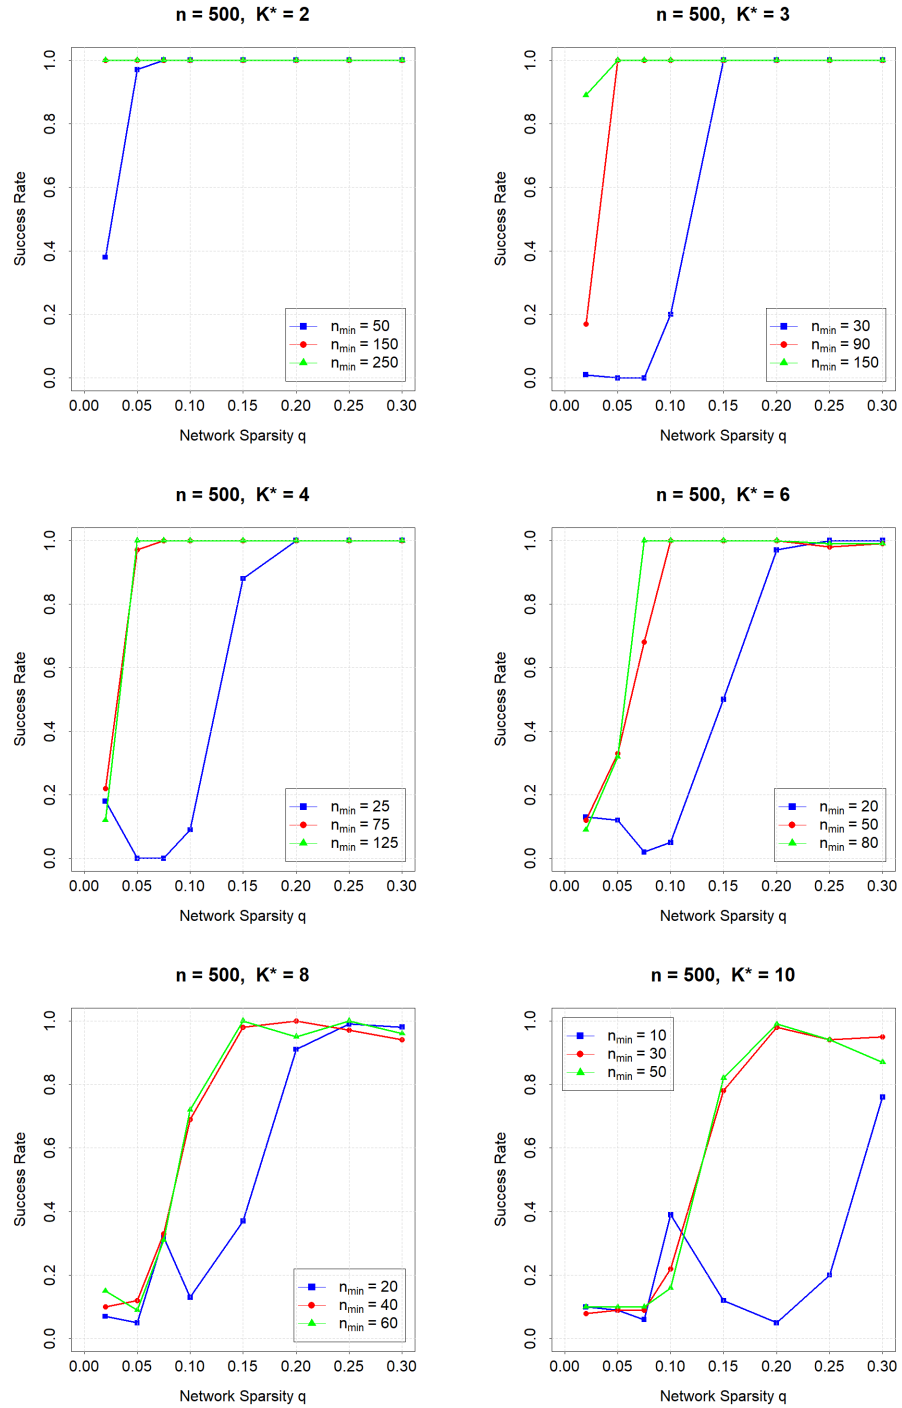 n = 500, K* = 2
Success Rate
1.0
0.8
0.6
0.4
0.2
0.0
n_min = 50
n_min = 150
n_min = 250
0.00 0.05 0.10 0.15 0.20 0.25 0.30
Network Sparsity q
n = 500, K* = 3
Success Rate
1.0
0.8
0.6
0.4
0.2
0.0
n_min = 30
n_min = 90
n_min = 150
0.00 0.05 0.10 0.15 0.20 0.25 0.30
Network Sparsity q
n = 500, K* = 4
Success Rate
1.0
0.8
0.6
0.4
0.2
0.0
n_min = 25
n_min = 75
n_min = 125
0.00 0.05 0.10 0.15 0.20 0.25 0.30
Network Sparsity q
n = 500, K* = 6
Success Rate
1.0
0.8
0.6
0.4
0.2
0.0
n_min = 20
n_min = 50
n_min = 80
0.00 0.05 0.10 0.15 0.20 0.25 0.30
Network Sparsity q
n = 500, K* = 8
Success Rate
1.0
0.8
0.6
0.4
0.2
0.0
n_min = 20
n_min = 40
n_min = 60
0.00 0.05 0.10 0.15 0.20 0.25 0.30
Network Sparsity q
n = 500, K* = 10
Success Rate
1.0
0.8
0.6
0.4
0.2
0.0
n_min = 10
n_min = 30
n_min = 50
0.00 0.05 0.10 0.15 0.20 0.25 0.30
Network Sparsity q